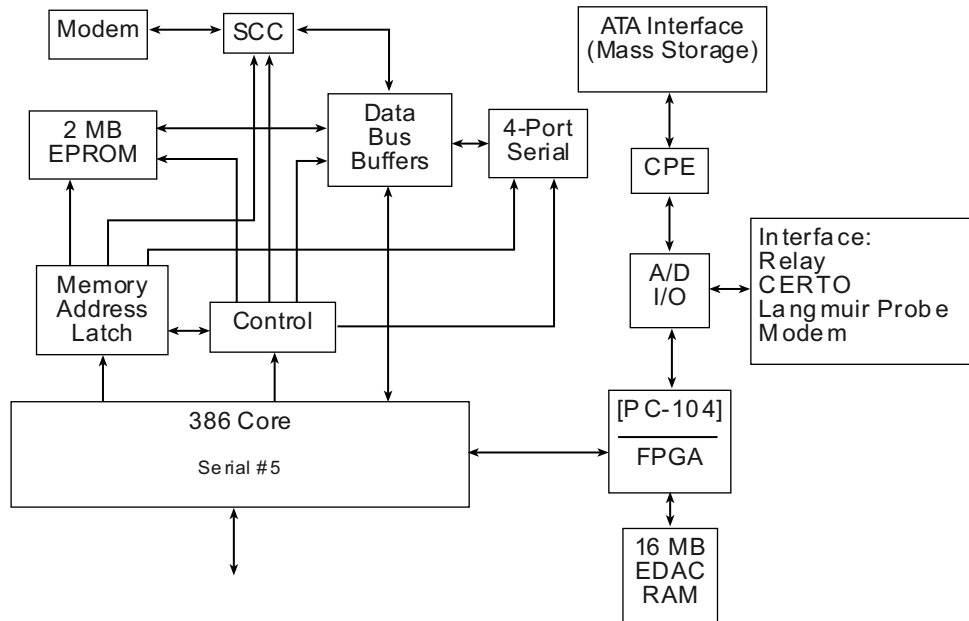 Modem
SCC
ATA Interface
(Mass Storage)
2 MB
EPROM
Data
Bus
Buffers
4-Port
Serial
CPE
Memory
Address
Latch
Control
A/D
I/O
Interface:
Relay
CERTO
Langmuir Probe
Modem
386 Core
Serial #5
[PC-104]
FPGA
16 MB
EDAC
RAM